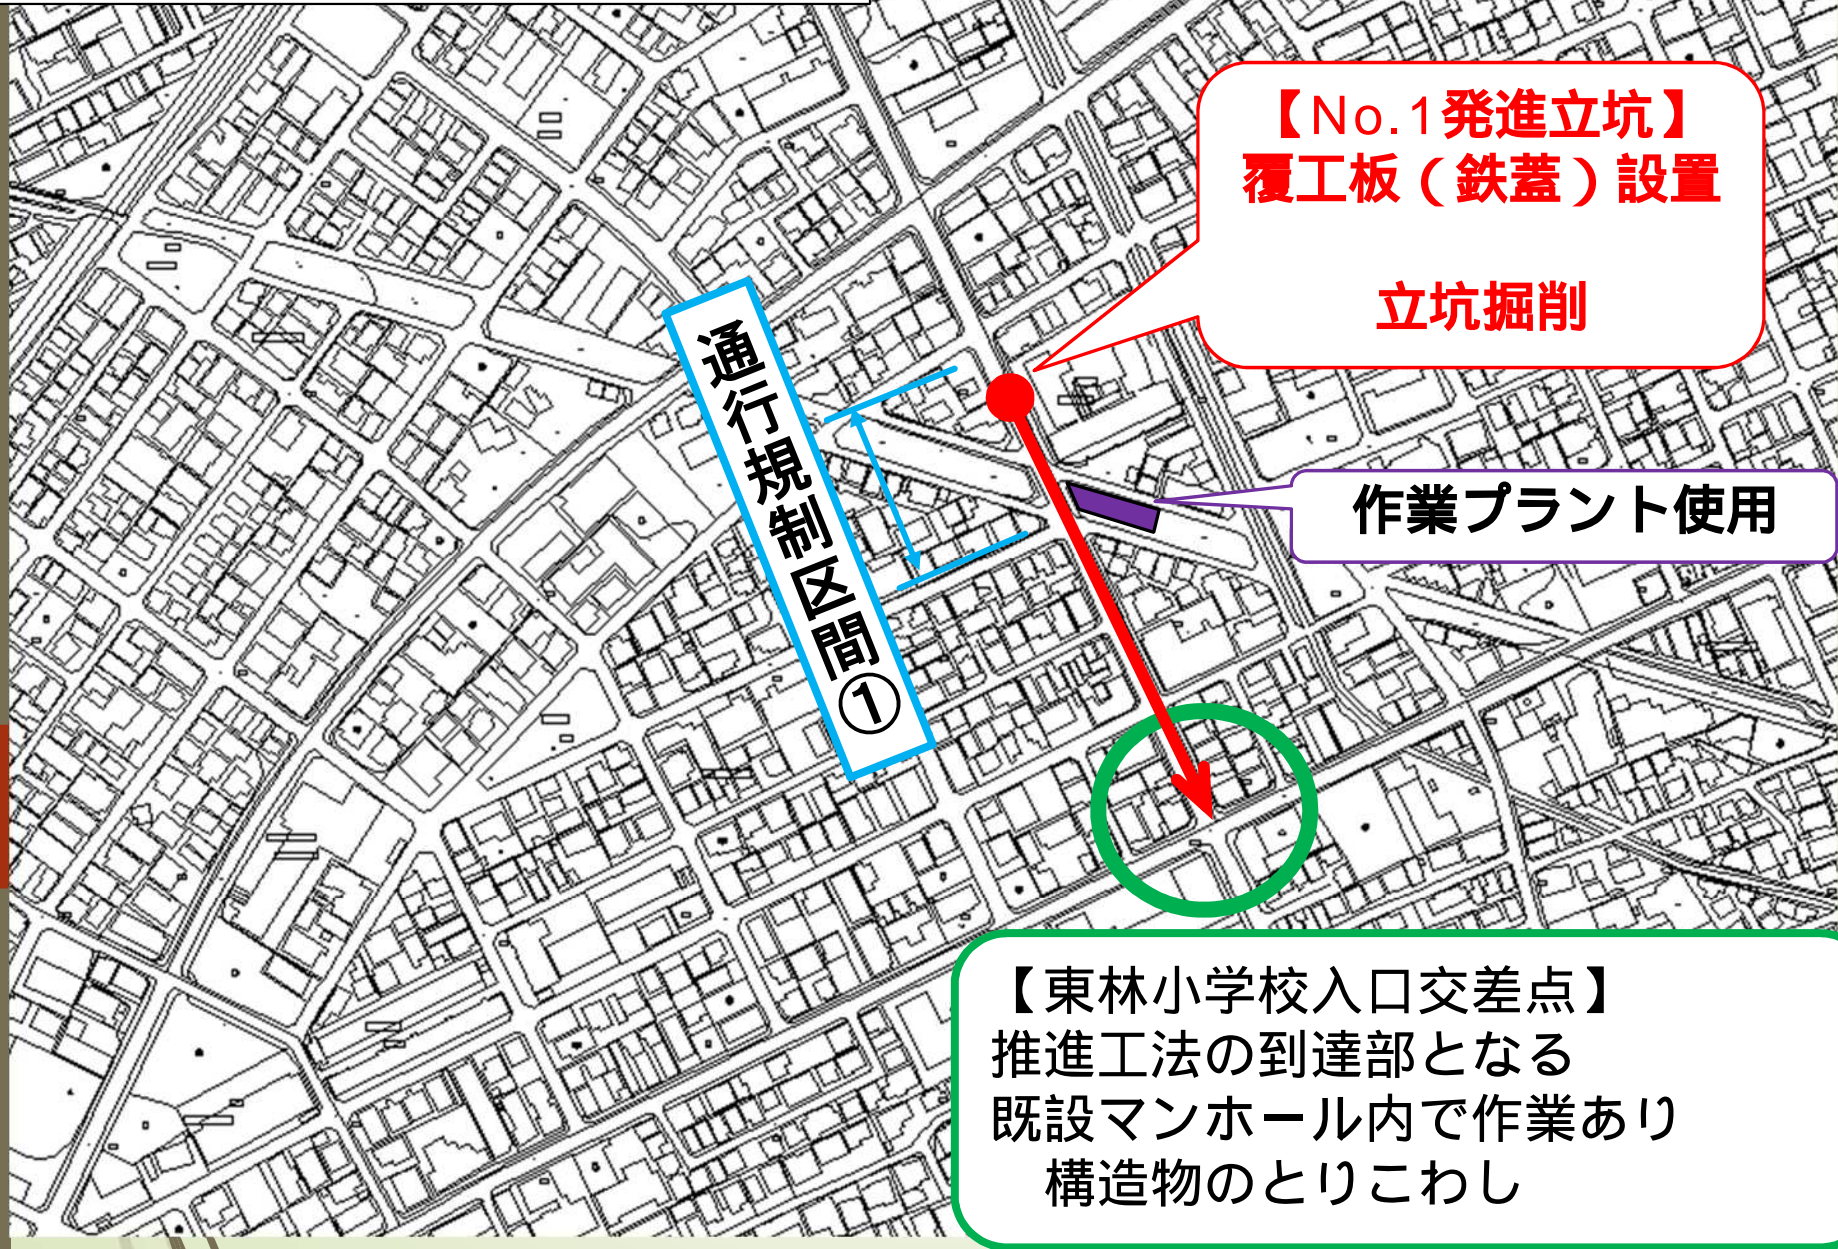 【No.1発進立坑】
覆工板（鉄蓋）設置
立坑掘削
通行規制区間①
作業プラント使用
【東林小学校入口交差点】
推進工法の到達部となる
既設マンホール内で作業あり
構造物のとりこわし